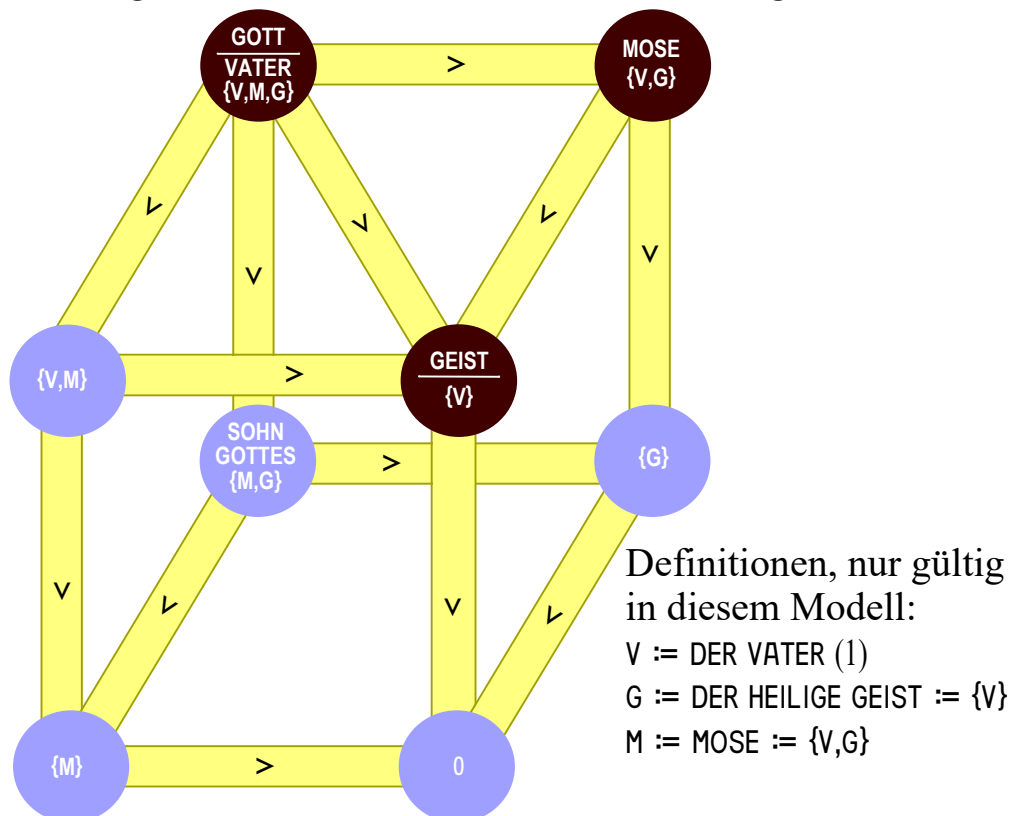 GOTT
VATER
{V,M,G}
>
MOSE
{V,G}
>
>
>
>
>
{V,M}
>
GEIST
{V}
SOHN
GOTTES
{M,G}
>
{G}
>
>
>
>
{M}
>
0
Definitionen, nur gültig
in diesem Modell:
V := DER VATER (1)
G := DER HEILIGE GEIST := {V}
M := MOSE := {V,G}